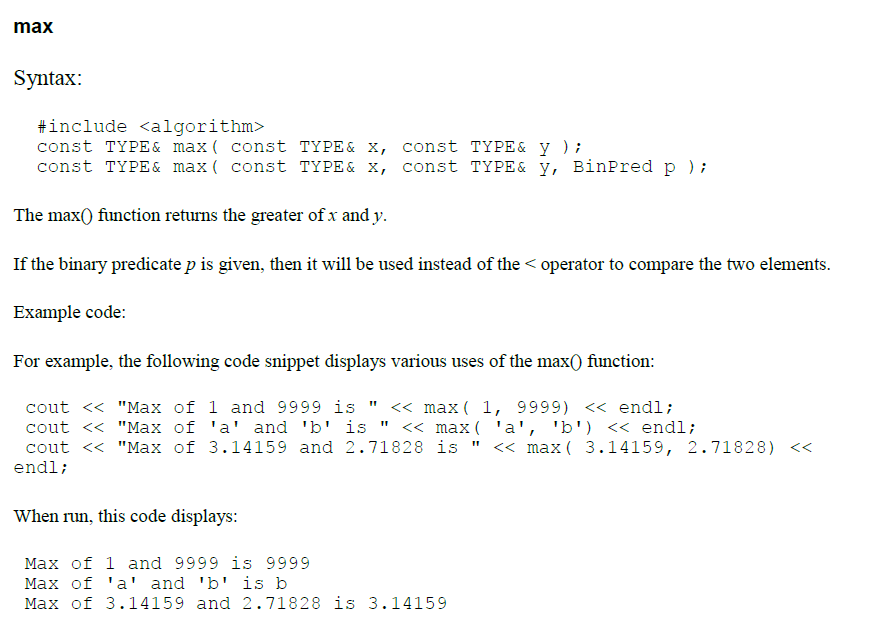 max
Syntax:
#include <algorithm>
const TYPE& max( const TYPE& x, const TYPE& y );
const TYPE& max( const TYPE& x, const TYPE& y, BinPred p );
The max() function returns the greater of x and y.
If the binary predicate p is given, then it will be used instead of the < operator to compare the two elements.
Example code:
For example, the following code snippet displays various uses of the max() function:
cout << "Max of 1 and 9999 is " << max( 1, 9999) << endl;
cout << "Max of 'a' and 'b' is " << max( 'a', 'b') << endl;
cout << "Max of 3.14159 and 2.71828 is " << max( 3.14159, 2.71828) <<
endl;
When run, this code displays:
Max of 1 and 9999 is 9999
Max of 'a' and 'b' is b
Max of 3.14159 and 2.71828 is 3.14159